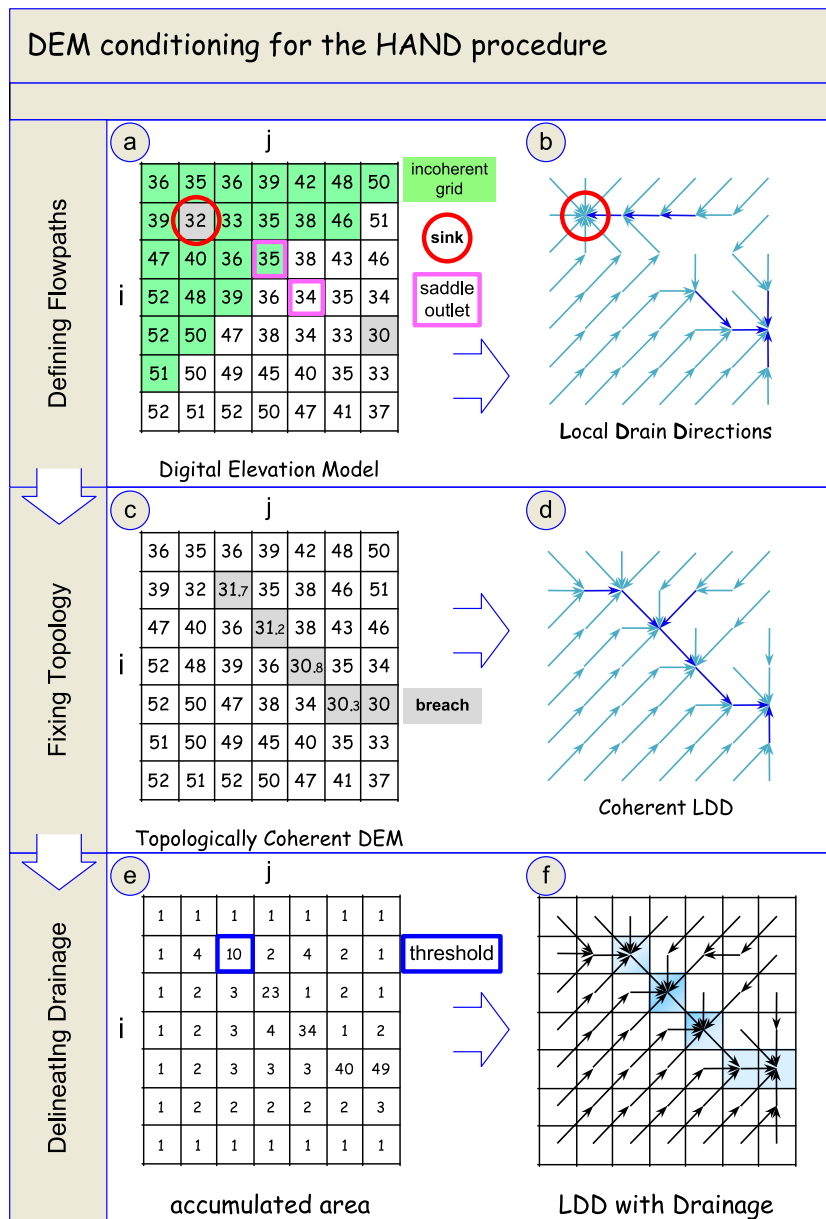 DEM conditioning for the HAND procedure
Defining Flowpaths
a
j
i
36 35 36 39 42 48 50
39 32 33 35 38 46 51
47 40 36 35 38 43 46
52 48 39 36 34 35 34
52 50 47 38 34 33 30
51 50 49 45 40 35 33
52 51 52 50 47 41 37
Digital Elevation Model
incoherent
grid
sink
saddle
outlet
b
Local Drain Directions
Fixing Topology
c
j
i
36 35 36 39 42 48 50
39 32 31.7 35 38 46 51
47 40 36 31.2 38 43 46
52 48 39 36 30.8 35 34
52 50 47 38 34 30.3 30
51 50 49 45 40 35 33
52 51 52 50 47 41 37
Topologically Coherent DEM
breach
d
Coherent LDD
Delineating Drainage
e
j
i
1 1 1 1 1 1 1
1 4 10 2 4 2 1
1 2 3 23 1 2 1
1 2 3 4 34 1 2
1 2 3 3 3 40 49
1 2 2 2 2 2 3
1 1 1 1 1 1 1
accumulated area
threshold
f
LDD with Drainage